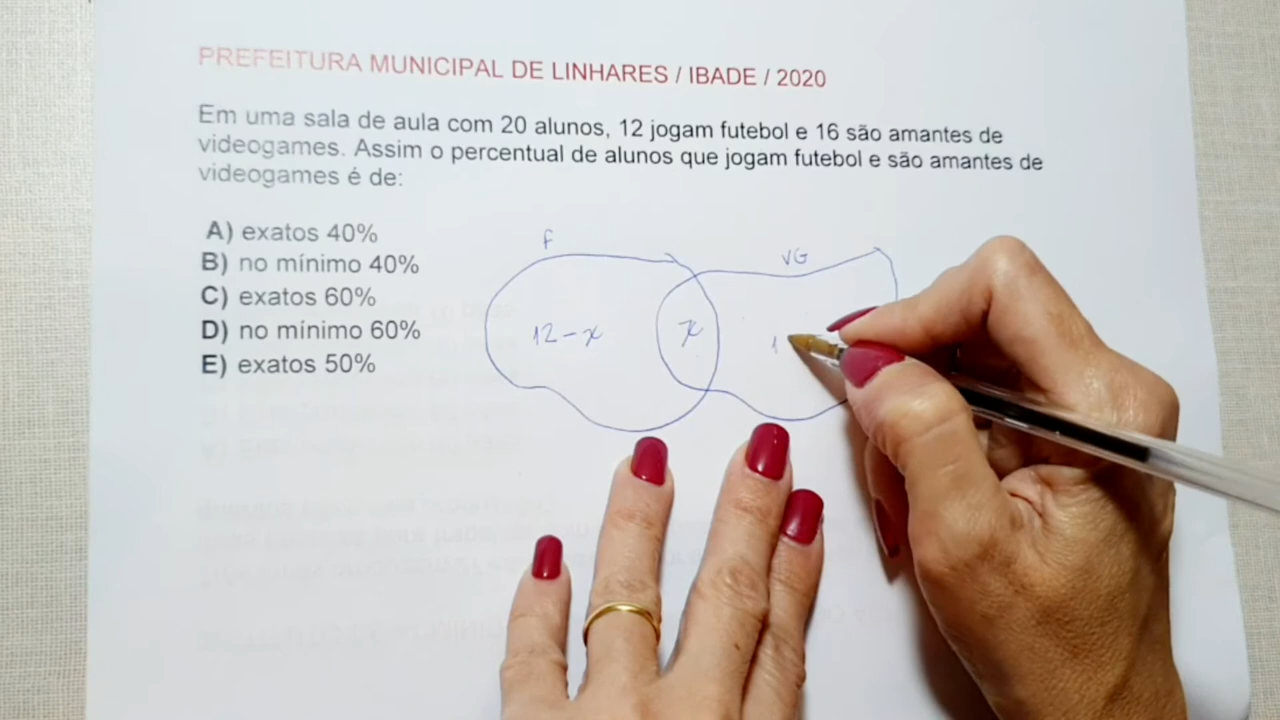 PREFEITURA MUNICIPAL DE LINHARES / IBADE / 2020
Em uma sala de aula com 20 alunos, 12 jogam futebol e 16 são amantes de
videogames. Assim o percentual de alunos que jogam futebol e são amantes de
videogames é de:
A) exatos 40%
B) no mínimo 40%
C) exatos 60%
D) no mínimo 60%
E) exatos 50%
F
VG
12-x
x
1